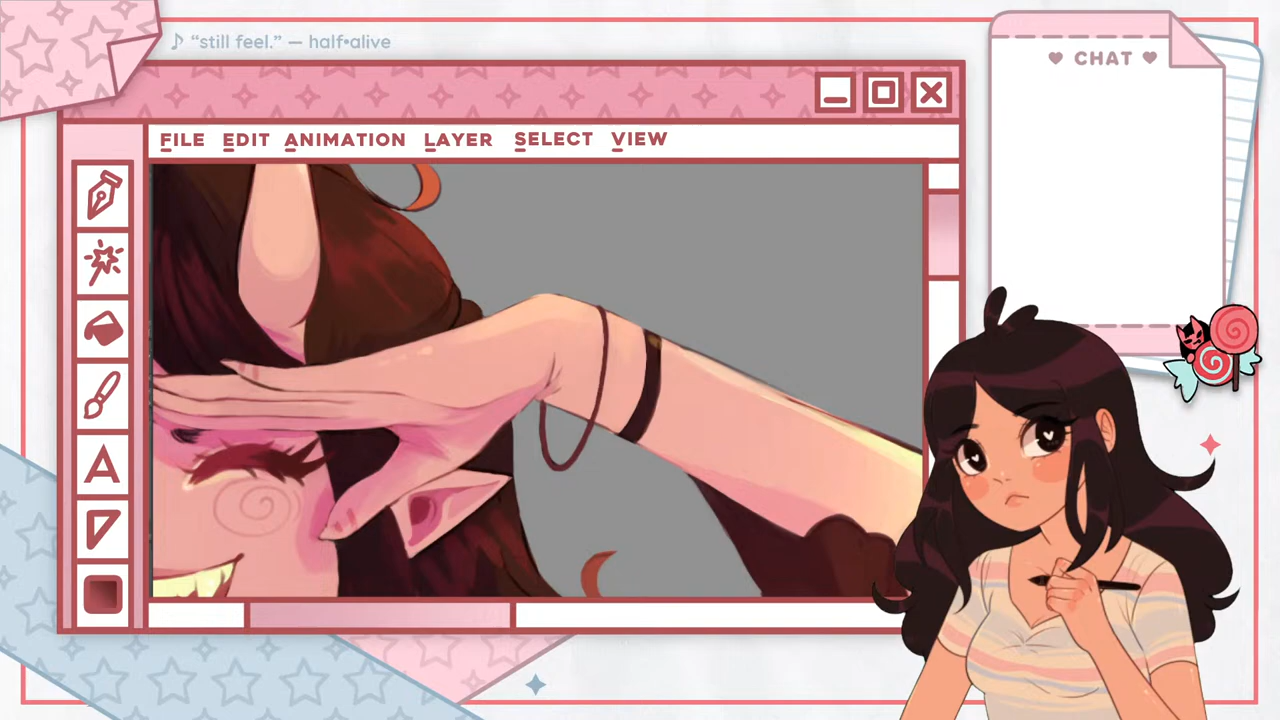 ♪ “still feel.” — half•alive
♥ CHAT ♥
FILE EDIT ANIMATION LAYER SELECT VIEW
A